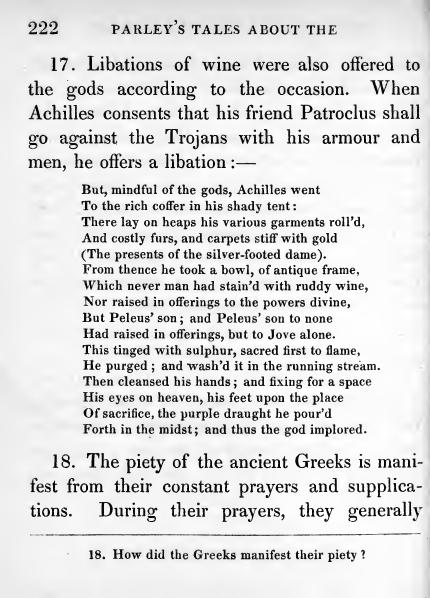 222 PARLEY'S TALES ABOUT THE
17. Libations of wine were also offered to
the gods according to the occasion. When
Achilles consents that his friend Patroclus shall
go against the Trojans with his armour and
men, he offers a libation :—
But, mindful of the gods, Achilles went
To the rich coffer in his shady tent:
There lay on heaps his various garments roll'd,
And costly furs, and carpets stiff with gold
(The presents of the silver-footed dame).
From thence he took a bowl, of antique frame,
Which never man had stain'd with ruddy wine,
Nor raised in offerings to the powers divine,
But Peleus' son; and Peleus' son to none
Had raised in offerings, but to Jove alone.
This tinged with sulphur, sacred first to flame,
He purged; and wash'd it in the running stream.
Then cleansed his hands; and fixing for a space
His eyes on heaven, his feet upon the place
Of sacrifice, the purple draught he pour'd
Forth in the midst; and thus the god implored.
18. The piety of the ancient Greeks is mani-
fest from their constant prayers and supplica-
tions. During their prayers, they generally
18. How did the Greeks manifest their piety?